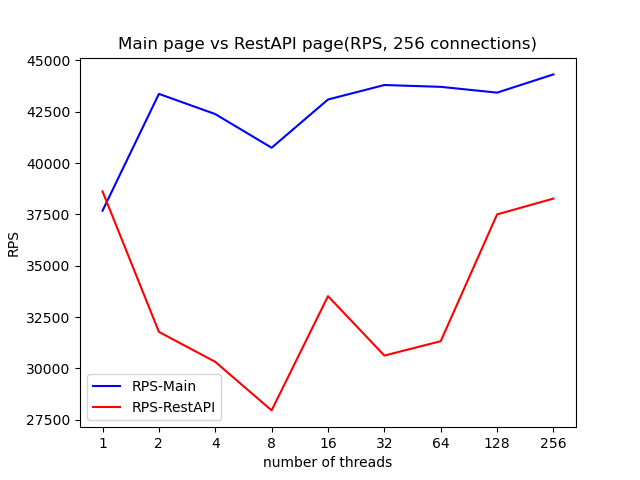 Main page vs RestAPI page(RPS, 256 connections)
45000
42500
40000
37500
35000
32500
30000
27500
RPS
RPS-Main
RPS-RestAPI
1 2 4 8 16 32 64 128 256
number of threads